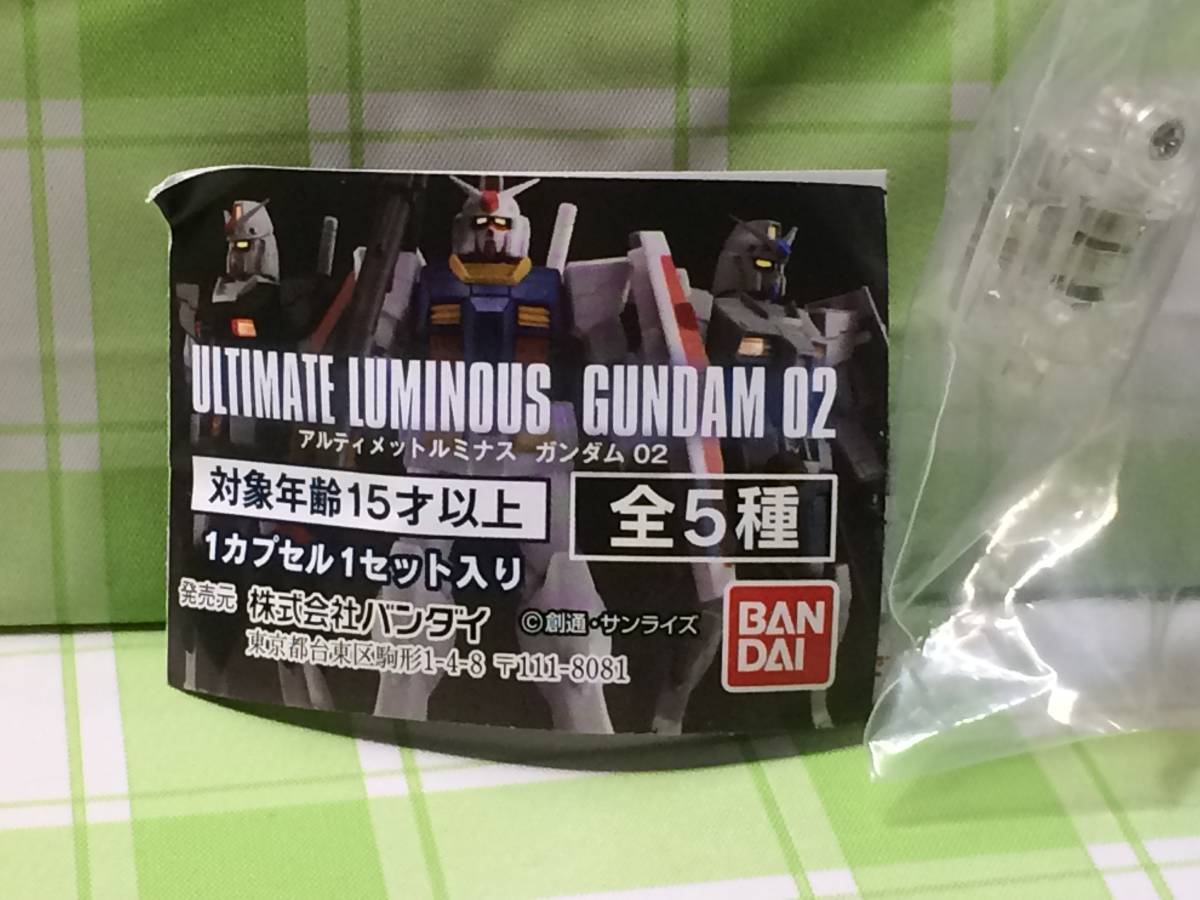 ULTIMATE LUMINOUS GUNDAM 02
アルティメットルミナス ガンダム 02
対象年齢15才以上
全5種
1カプセル1セット入り
発売元 株式会社バンダイ
©創通・サンライズ
東京都台東区駒形1-4-8 〒111-8081
BAN
DAI